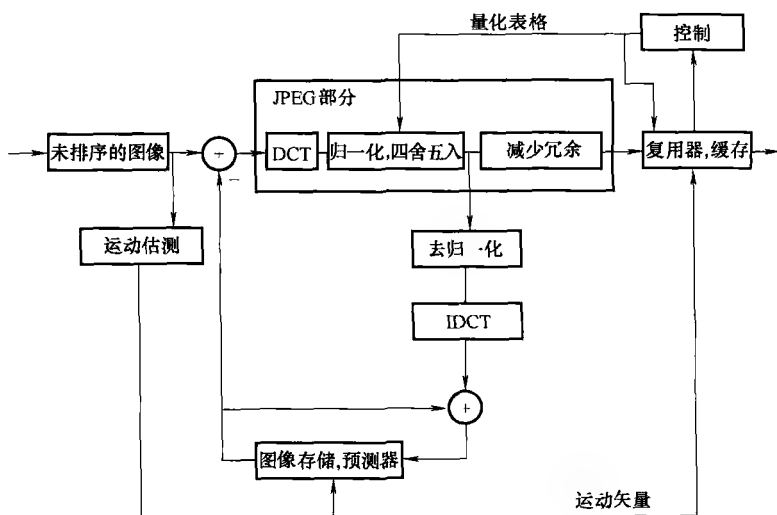 量化表格
控制
JPEG部分
未排序的图像
+
−
DCT
归一化,四舍五入
减少冗余
复用器,缓存
运动估测
去归一化
IDCT
+
图像存储,预测器
运动矢量